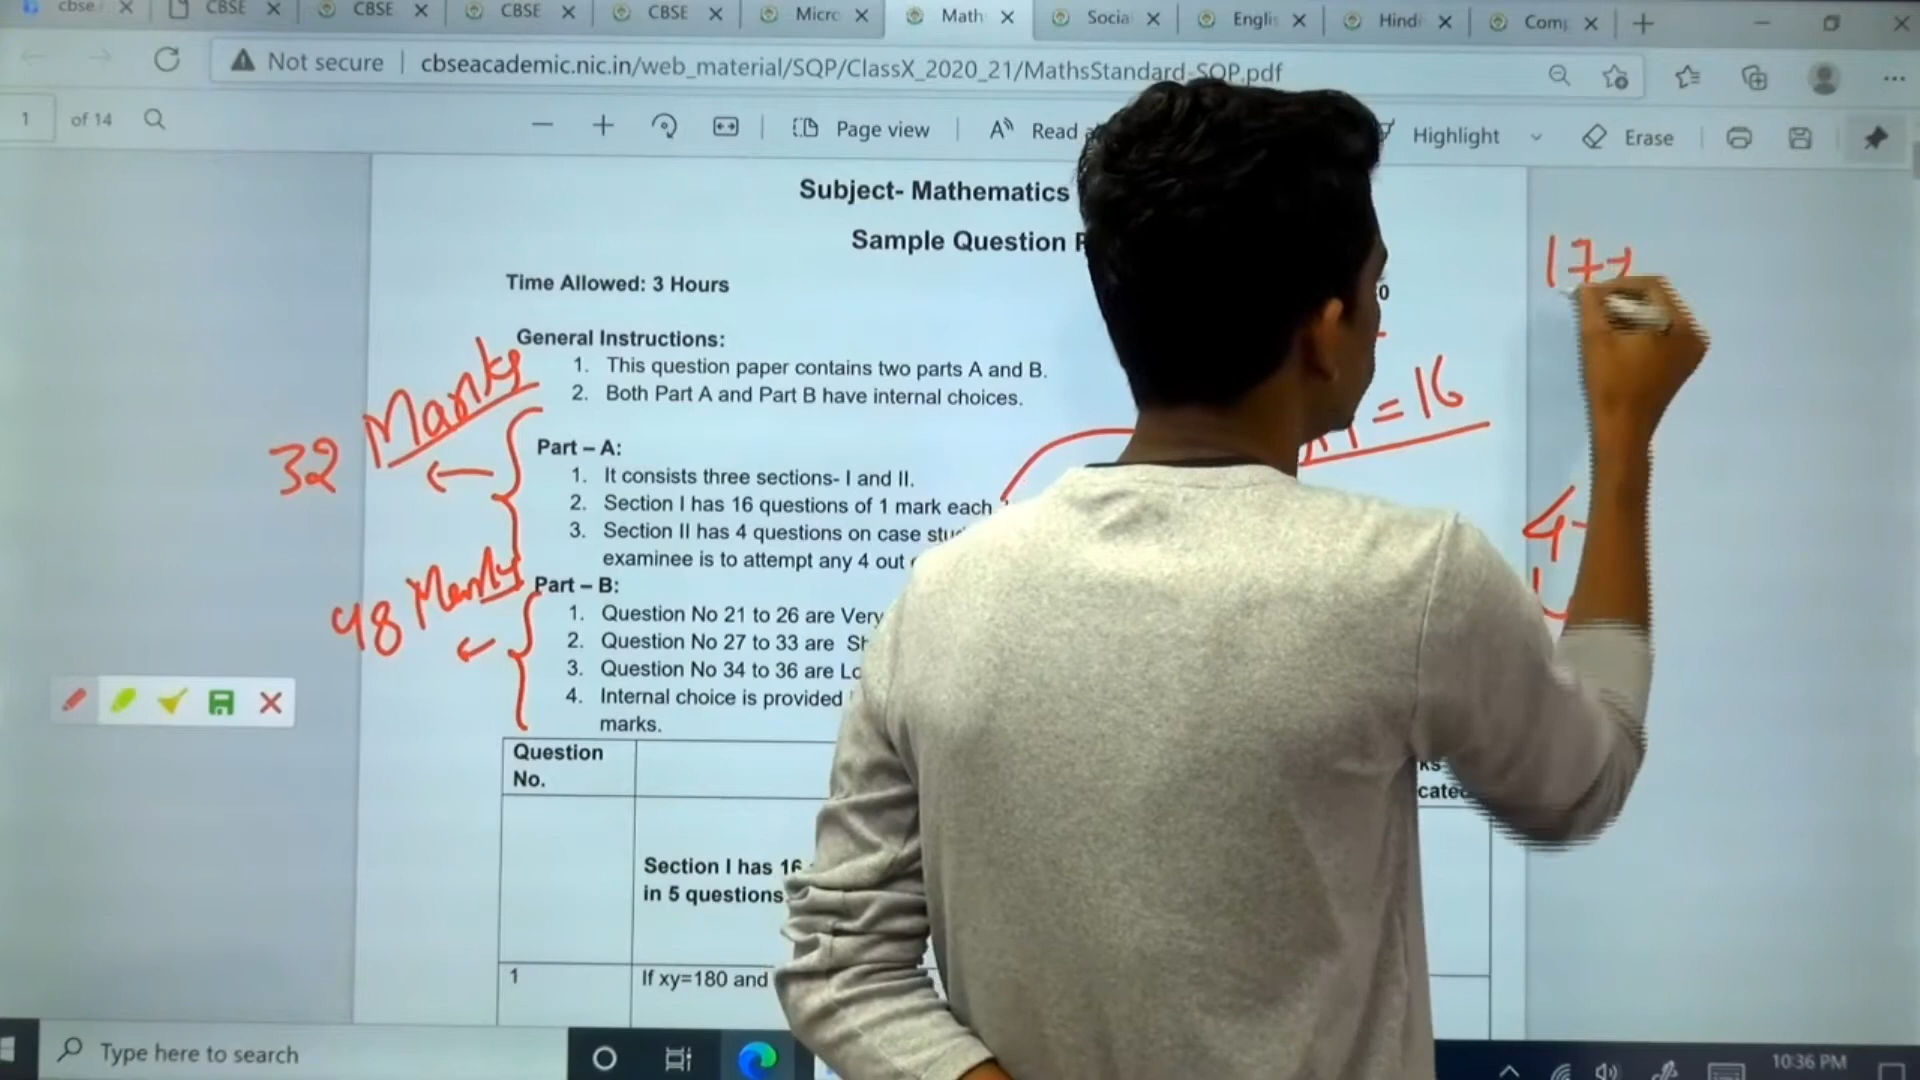 cbse CBSE CBSE CBSE CBSE Micro Math Socia Englis Hindi Com
Not secure cbseacademic.nic.in/web_material/SQP/ClassX_2020_21/MathsStandard-SQP.pdf
1 of 14 Page view Read Highlight Erase
Subject- Mathematics
Sample Question
Time Allowed: 3 Hours 0
General Instructions:
1. This question paper contains two parts A and B.
2. Both Part A and Part B have internal choices.
32 Marks
= 16
17
Part – A:
1. It consists three sections- I and II.
2. Section I has 16 questions of 1 mark each
3. Section II has 4 questions on case
examinee is to attempt any 4 out
4
48 Marks
Part – B:
1. Question No 21 to 26 are Very
2. Question No 27 to 33 are
3. Question No 34 to 36 are
4. Internal choice is provided
marks.
Question
No.
Section I has 16
in 5 questions
1 If xy=180 and
Type here to search
10:36 PM